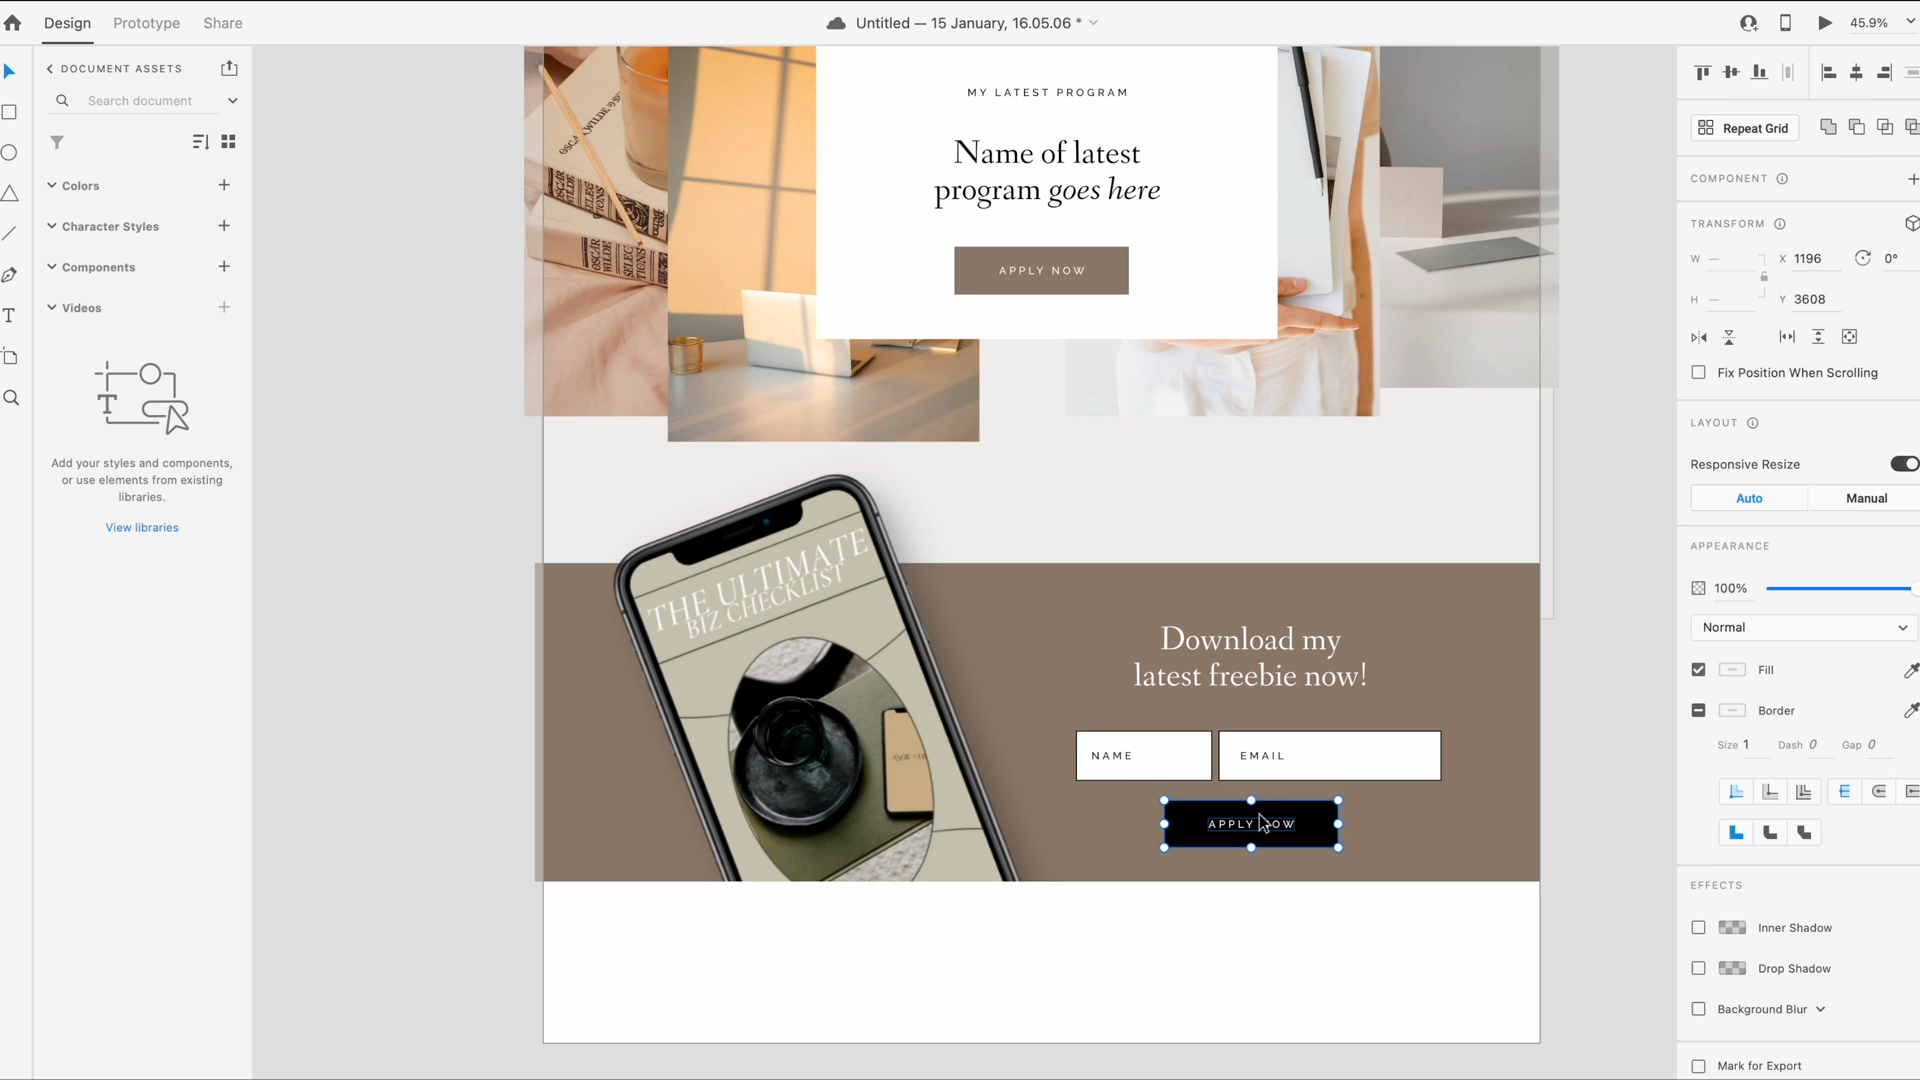 Design
Prototype
Share
Untitled — 15 January, 16.05.06 *
45.9%
DOCUMENT ASSETS
Search document
Colors
Character Styles
Components
Videos
Add your styles and components,
or use elements from existing
libraries.
View libraries
OSCAR
WILDE
OSCAR
WILDE
MY LATEST PROGRAM
Name of latest
program goes here
APPLY NOW
THE ULTIMATE
BIZ CHECKLIST
Download my
latest freebie now!
NAME
EMAIL
APPLY NOW
Repeat Grid
COMPONENT
TRANSFORM
W —
X 1196
0°
H —
Y 3608
Fix Position When Scrolling
LAYOUT
Responsive Resize
Auto
Manual
APPEARANCE
100%
Normal
Fill
Border
Size 1
Dash 0
Gap 0
EFFECTS
Inner Shadow
Drop Shadow
Background Blur
Mark for Export